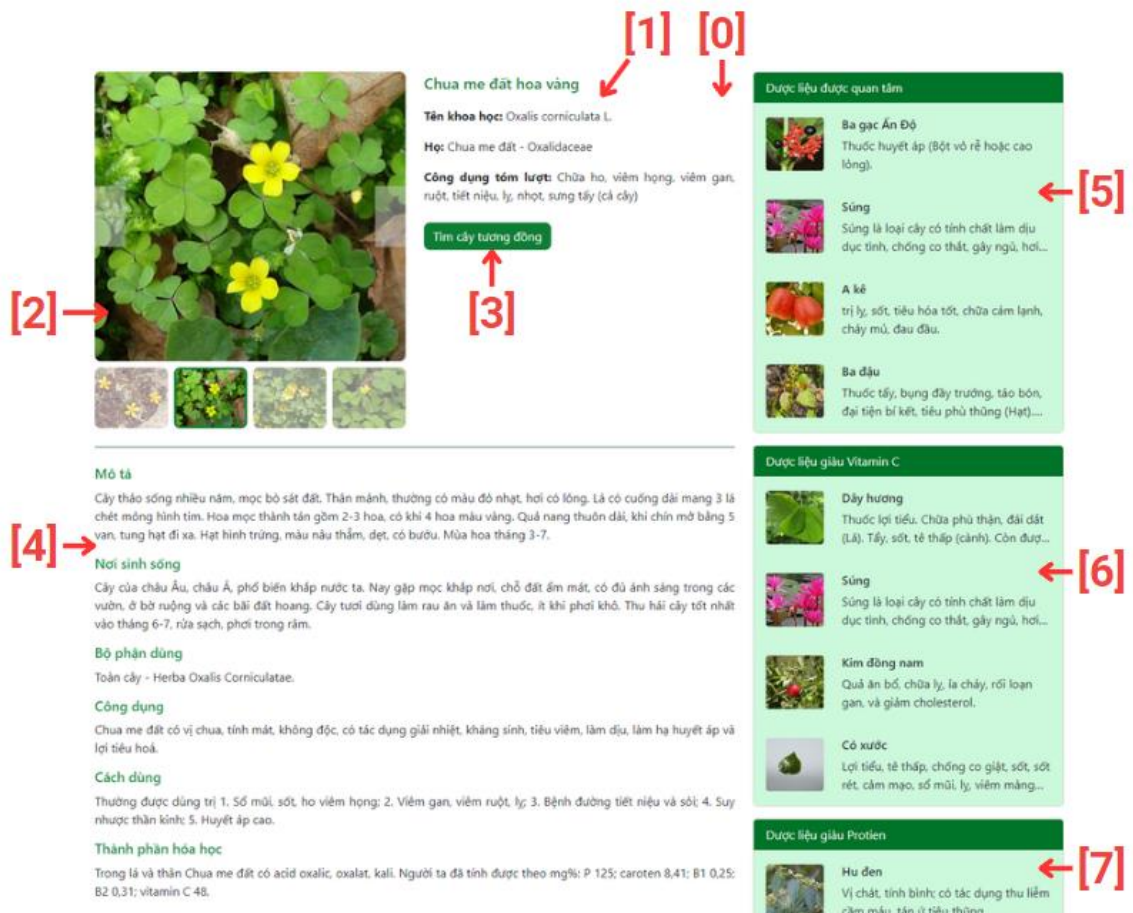 [1] [0]
Chua me đất hoa vàng
Tên khoa học: Oxalis corniculata L.
Họ: Chua me đất - Oxalidaceae
Công dụng tóm lượt: Chữa ho, viêm họng, viêm gan,
ruột, tiết niệu, lỵ, nhọt, sưng tấy (cả cây)
Tìm cây tương đồng
[2]
[3]
Mô tả
Cây thảo sống nhiều năm, mọc bò sát đất. Thân mảnh, thường có màu đỏ nhạt, hơi có lông. Lá có cuống dài mang 3 lá
chét mỏng hình tim. Hoa mọc thành tán gồm 2-3 hoa, có khi 4 hoa màu vàng. Quả nang thuôn dài, khi chín mở bằng 5
van, tung hạt đi xa. Hạt hình trứng, màu nâu thẫm, dẹt, có bướu. Mùa hoa tháng 3-7.
[4]
Nơi sinh sống
Cây của châu Âu, châu Á, phổ biến khắp nước ta. Nay gặp mọc khắp nơi, chỗ đất ẩm mát, có đủ ánh sáng trong các
vườn, ở bờ ruộng và các bãi đất hoang. Cây tươi dùng làm rau ăn và làm thuốc, ít khi phơi khô. Thu hái cây tốt nhất
vào tháng 6-7, rửa sạch, phơi trong râm.
Bộ phận dùng
Toàn cây - Herba Oxalis Corniculatae.
Công dụng
Chua me đất có vị chua, tính mát, không độc, có tác dụng giải nhiệt, kháng sinh, tiêu viêm, làm dịu, làm hạ huyết áp và
lợi tiêu hoá.
Cách dùng
Thường được dùng trị 1. Sổ mũi, sốt, ho viêm họng; 2. Viêm gan, viêm ruột, lỵ; 3. Bệnh đường tiết niệu và sỏi; 4. Suy
nhược thần kinh; 5. Huyết áp cao.
Thành phần hóa học
Trong lá và thân Chua me đất có acid oxalic, oxalat, kali. Người ta đã tính được theo mg%: P 125; caroten 8,41; B1 0,25;
B2 0,31; vitamin C 48.
Dược liệu được quan tâm
Ba gạc Ấn Độ
Thuốc huyết áp (Bột vỏ rễ hoặc cao
lỏng).
[5]
Súng
Súng là loại cây có tính chất làm dịu
dục tình, chống co thắt, gây ngủ, hơi...
A kê
trị lỵ, sốt, tiêu hóa tốt, chữa cảm lạnh,
chảy mủ, đau đầu.
Ba đậu
Thuốc tẩy, bụng đầy trướng, táo bón,
đại tiện bí kết, tiêu phù thũng (Hạt)....
Dược liệu giàu Vitamin C
Dây hương
Thuốc lợi tiểu. Chữa phù thận, đái dắt
(Lá). Tẩy, sốt, tê thấp (cành). Còn đượ...
[6]
Súng
Súng là loại cây có tính chất làm dịu
dục tình, chống co thắt, gây ngủ, hơi...
Kim đồng nam
Quả ăn bổ, chữa lỵ, ỉa chảy, rối loạn
gan, và giảm cholesterol.
Cỏ xước
Lợi tiểu, tê thấp, chống co giật, sốt, sốt
rét, cảm mạo, sổ mũi, lỵ, viêm màng...
Dược liệu giàu Protien
Hu đen
[7]
Vị chát, tính bình; có tác dụng thu liễm
cầm máu, tán ứ tiêu thũng